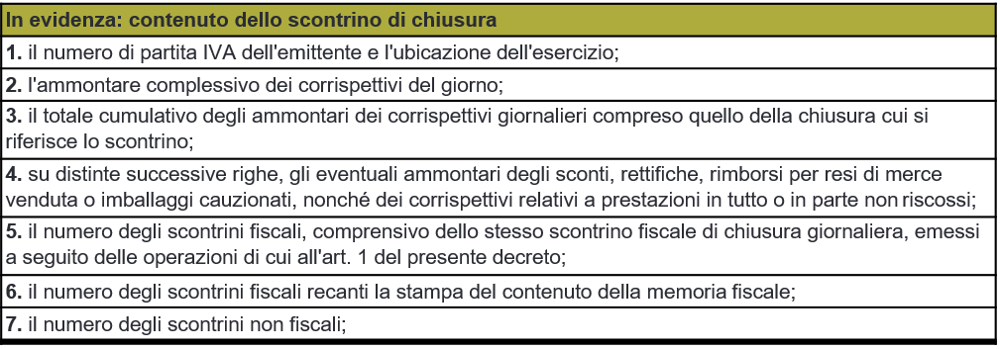 In evidenza: contenuto dello scontrino di chiusura
1. il numero di partita IVA dell'emittente e l'ubicazione dell'esercizio;
2. l'ammontare complessivo dei corrispettivi del giorno;
3. il totale cumulativo degli ammontari dei corrispettivi giornalieri compreso quello della chiusura cui si
riferisce lo scontrino;
4. su distinte successive righe, gli eventuali ammontari degli sconti, rettifiche, rimborsi per resi di merce
venduta o imballaggi cauzionati, nonché dei corrispettivi relativi a prestazioni in tutto o in parte non riscossi;
5. il numero degli scontrini fiscali, comprensivo dello stesso scontrino fiscale di chiusura giornaliera, emessi
a seguito delle operazioni di cui all'art. 1 del presente decreto;
6. il numero degli scontrini fiscali recanti la stampa del contenuto della memoria fiscale;
7. il numero degli scontrini non fiscali;